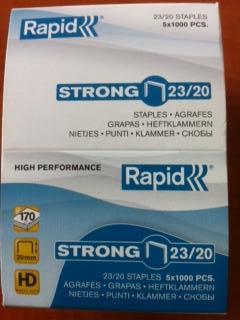 Rapid
23/20 STAPLES
5x1000 PCS.
STRONG 23/20
STAPLES • AGRAFES
GRAPAS • HEFTKLAMMERN
NIETJES • PUNTI • KLAMMER • СКОБЫ
HIGH PERFORMANCE
Rapid
170
20mm
STRONG 23/20
HD
23/20 STAPLES 5x1000 PCS.
AGRAFES • GRAPAS • HEFTKLAMMERN
NIETJES • PUNTI • KLAMMER • СКОБЫ